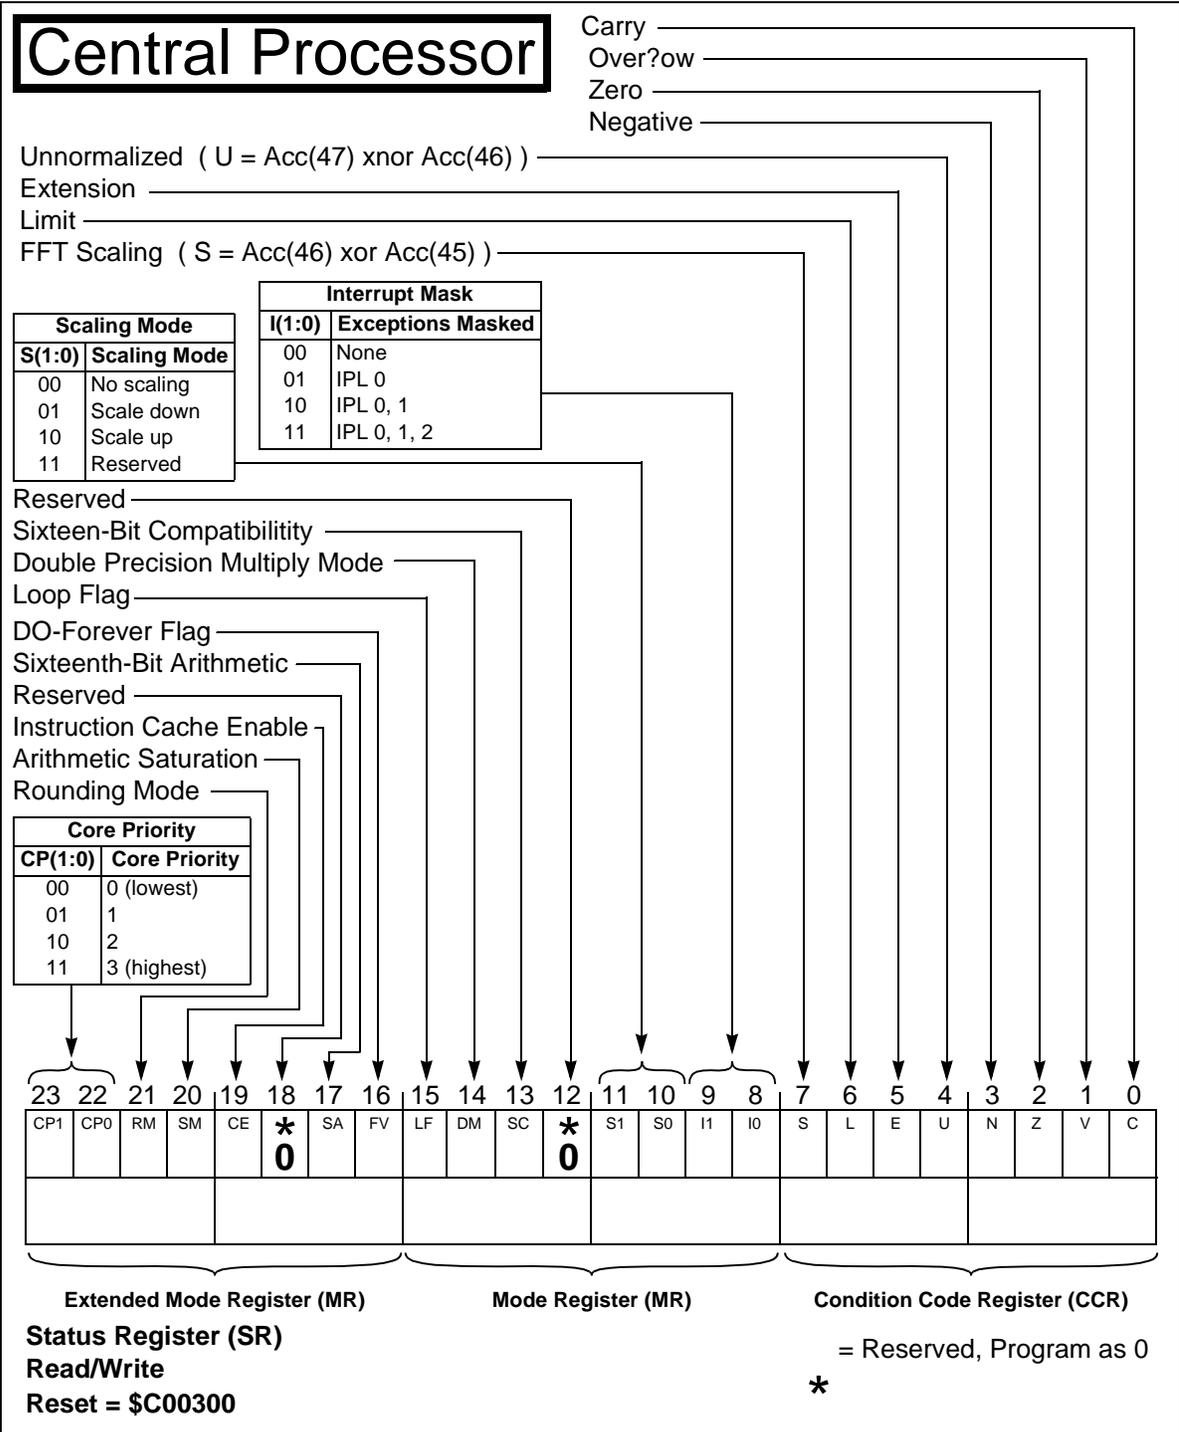 Central Processor
Carry
Over?ow
Zero
Negative
Unnormalized ( U = Acc(47) xnor Acc(46) )
Extension
Limit
FFT Scaling ( S = Acc(46) xor Acc(45) )
Interrupt Mask
I(1:0) Exceptions Masked
00 None
01 IPL 0
10 IPL 0, 1
11 IPL 0, 1, 2
Scaling Mode
S(1:0) Scaling Mode
00 No scaling
01 Scale down
10 Scale up
11 Reserved
Reserved
Sixteen-Bit Compatibilitity
Double Precision Multiply Mode
Loop Flag
DO-Forever Flag
Sixteenth-Bit Arithmetic
Reserved
Instruction Cache Enable
Arithmetic Saturation
Rounding Mode
Core Priority
CP(1:0) Core Priority
00 0 (lowest)
01 1
10 2
11 3 (highest)
23 22 21 20 19 18 17 16 15 14 13 12 11 10 9 8 7 6 5 4 3 2 1 0
CP1 CP0 RM SM CE * SA FV LF DM SC * S1 S0 I1 I0 S L E U N Z V C
0 0
Extended Mode Register (MR) Mode Register (MR) Condition Code Register (CCR)
Status Register (SR)
Read/Write
Reset = $C00300
= Reserved, Program as 0
*